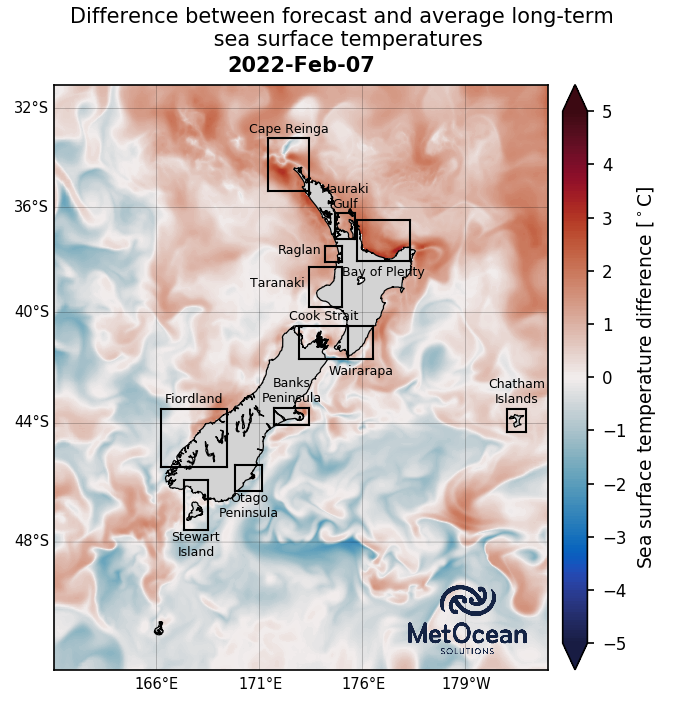 Difference between forecast and average long-term
sea surface temperatures
2022-Feb-07
32°S
36°S
40°S
44°S
48°S
Cape Reinga
Hauraki
Gulf
Raglan
Bay of Plenty
Taranaki
Cook Strait
Wairarapa
Banks
Peninsula
Fiordland
Chatham
Islands
Otago
Peninsula
Stewart
Island
MetOcean
SOLUTIONS
166°E
171°E
176°E
179°W
5
4
3
2
1
0
−1
−2
−3
−4
−5
Sea surface temperature difference [°C]